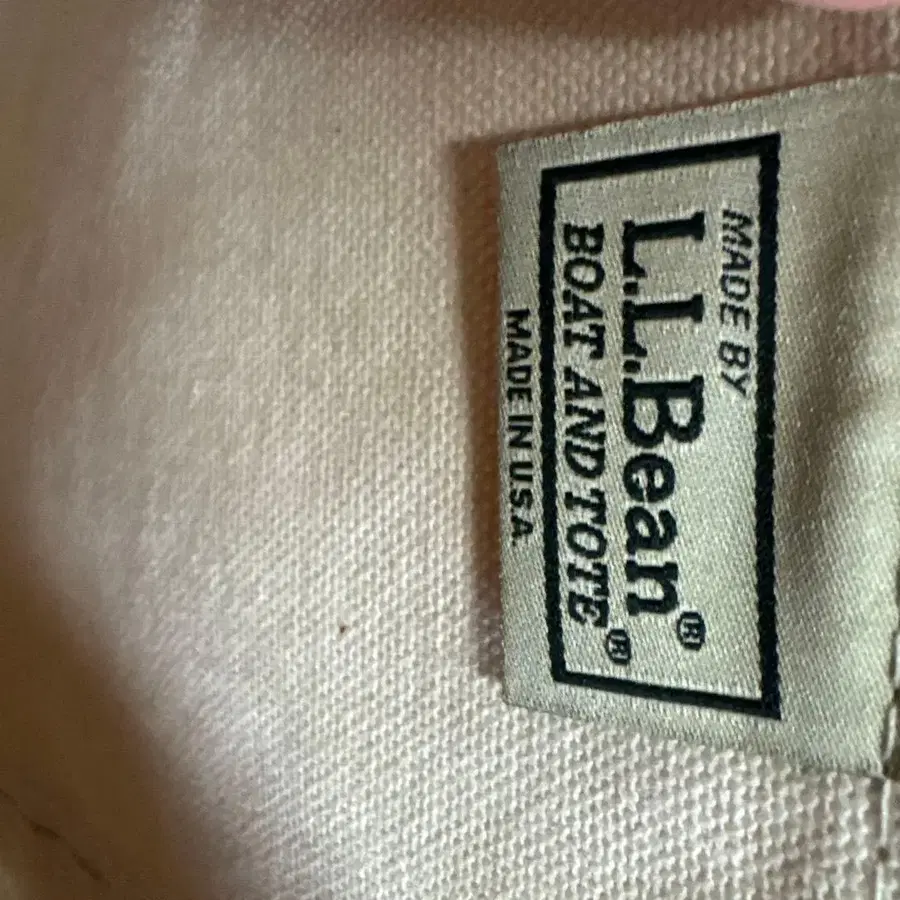 MADE BY
L.L.Bean®
BOAT AND TOTE®
MADE IN U.S.A.